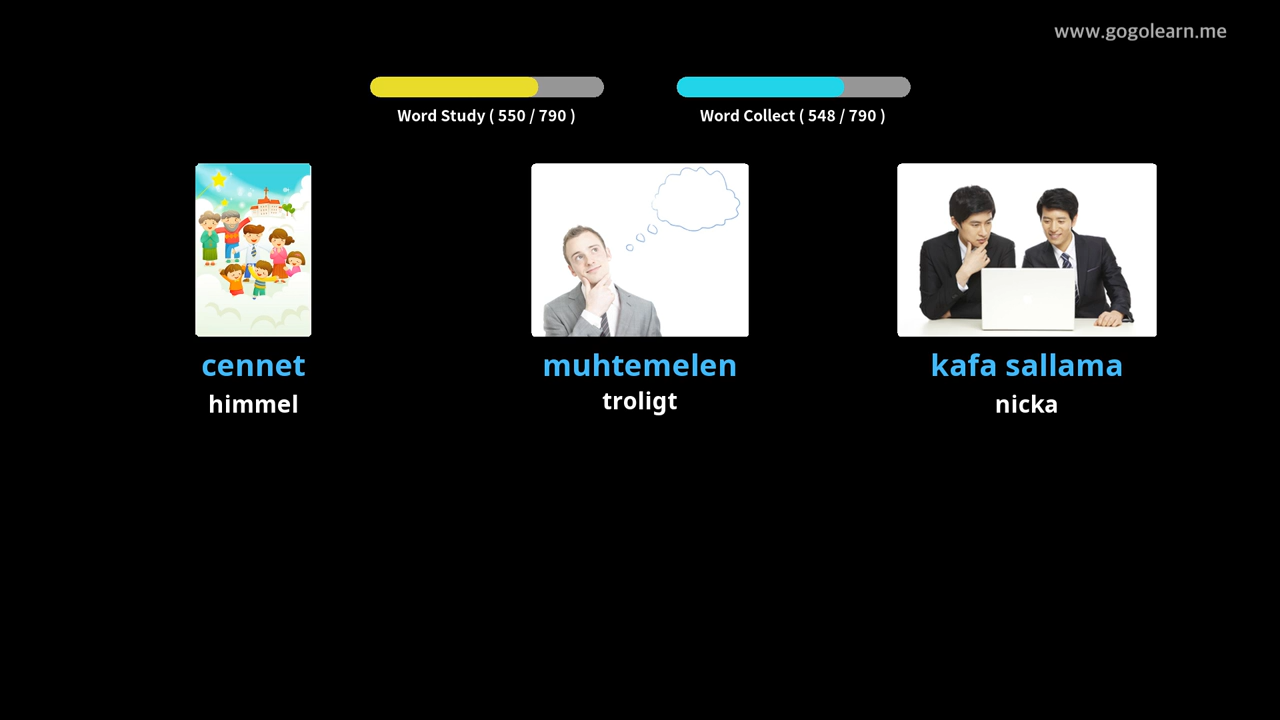 www.gogolearn.me
Word Study ( 550 / 790 )
Word Collect ( 548 / 790 )
cennet
himmel
muhtemelen
troligt
kafa sallama
nicka